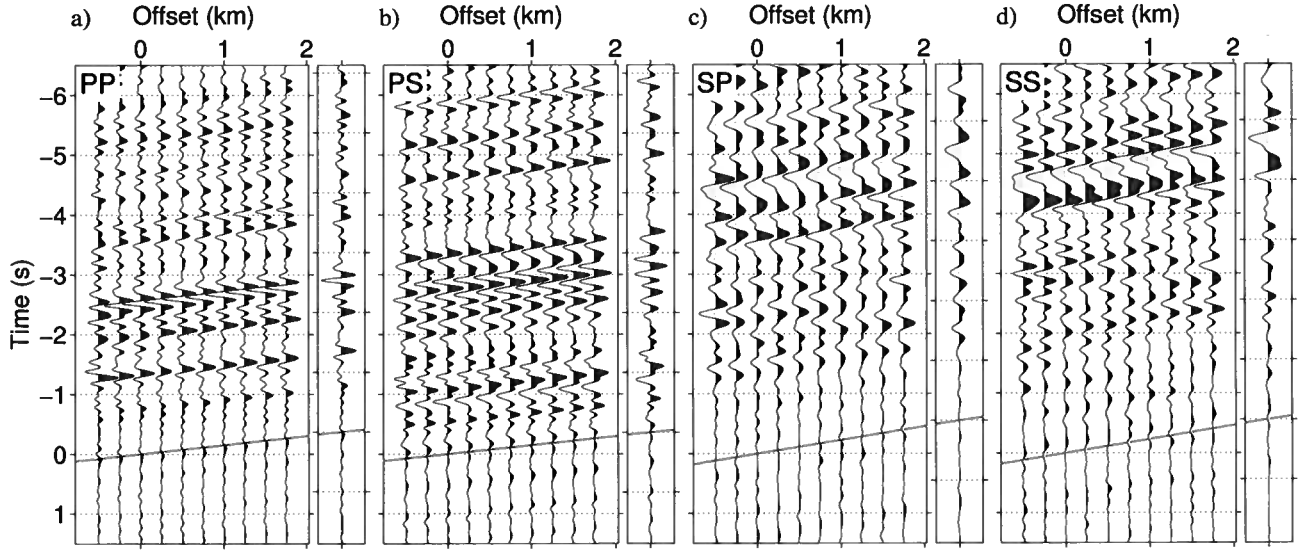 a) Offset (km) b) Offset (km) c) Offset (km) d) Offset (km)
0 1 2 0 1 2 0 1 2 0 1 2
PP PS SP SS
−6
−5
−4
−3
−2
−1
0
1
Time (s)